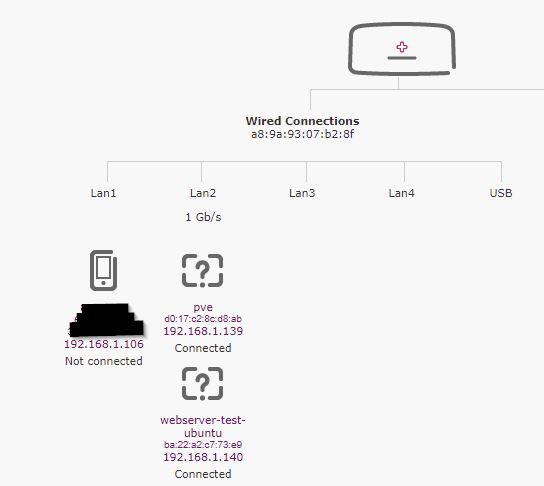 Wired Connections
a8:9a:93:07:b2:8f
Lan1
Lan2
Lan3
Lan4
USB
1 Gb/s
192.168.1.106
Not connected
pve
d0:17:c2:8c:d8:ab
192.168.1.139
Connected
webserver-test-
ubuntu
ba:22:a2:c7:73:e9
192.168.1.140
Connected